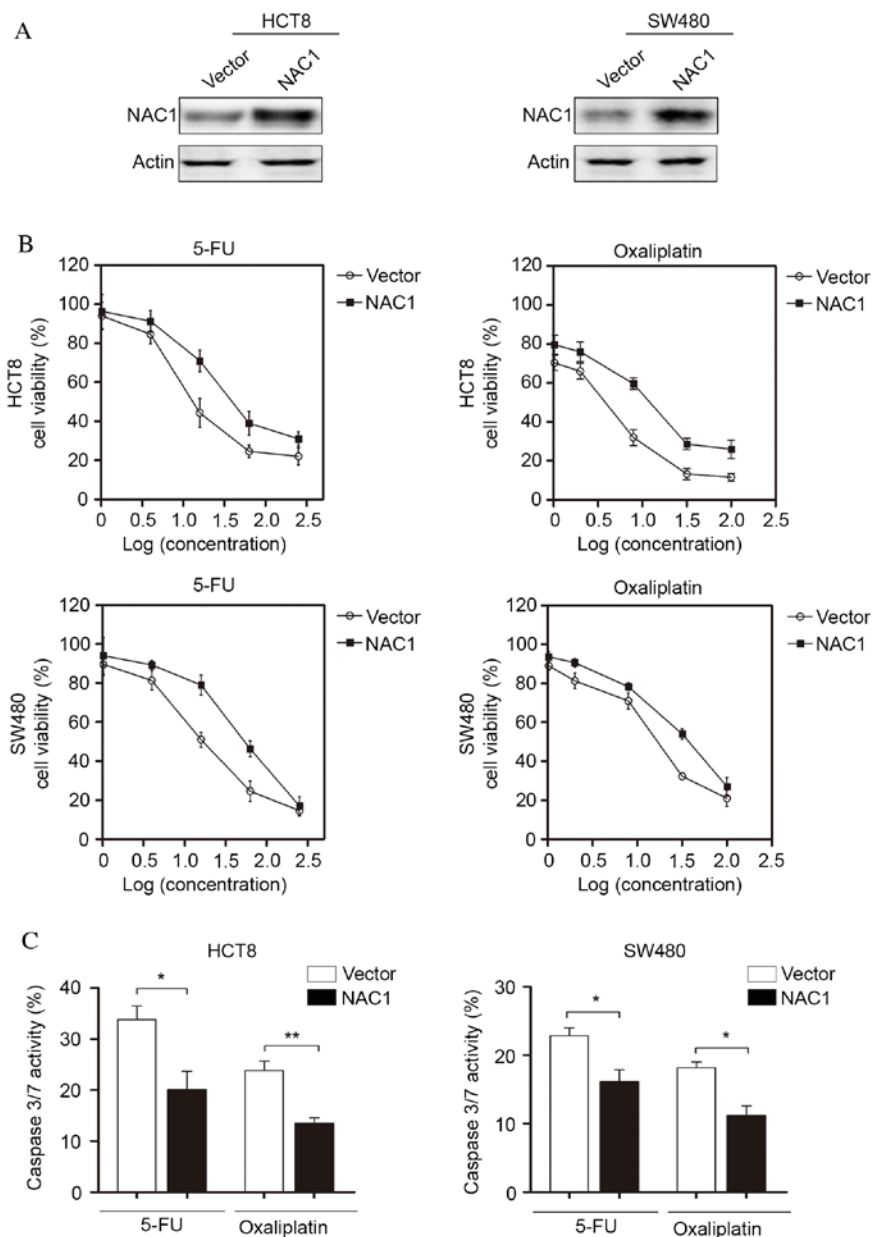 A
HCT8
Vector NAC1
NAC1
Actin
SW480
Vector NAC1
NAC1
Actin
B
5-FU
Vector
NAC1
HCT8
cell viability (%)
120
100
80
60
40
20
0
0 0.5 1.0 1.5 2.0 2.5
Log (concentration)
Oxaliplatin
Vector
NAC1
HCT8
cell viability (%)
120
100
80
60
40
20
0
0 0.5 1.0 1.5 2.0 2.5
Log (concentration)
5-FU
Vector
NAC1
SW480
cell viability (%)
120
100
80
60
40
20
0
0 0.5 1.0 1.5 2.0 2.5
Log (concentration)
Oxaliplatin
Vector
NAC1
SW480
cell viability (%)
120
100
80
60
40
20
0
0 0.5 1.0 1.5 2.0 2.5
Log (concentration)
C
HCT8
Vector
NAC1
Caspase 3/7 activity (%)
40
30
20
10
0
*
**
5-FU Oxaliplatin
SW480
Vector
NAC1
Caspase 3/7 activity (%)
30
20
10
0
*
*
5-FU Oxaliplatin